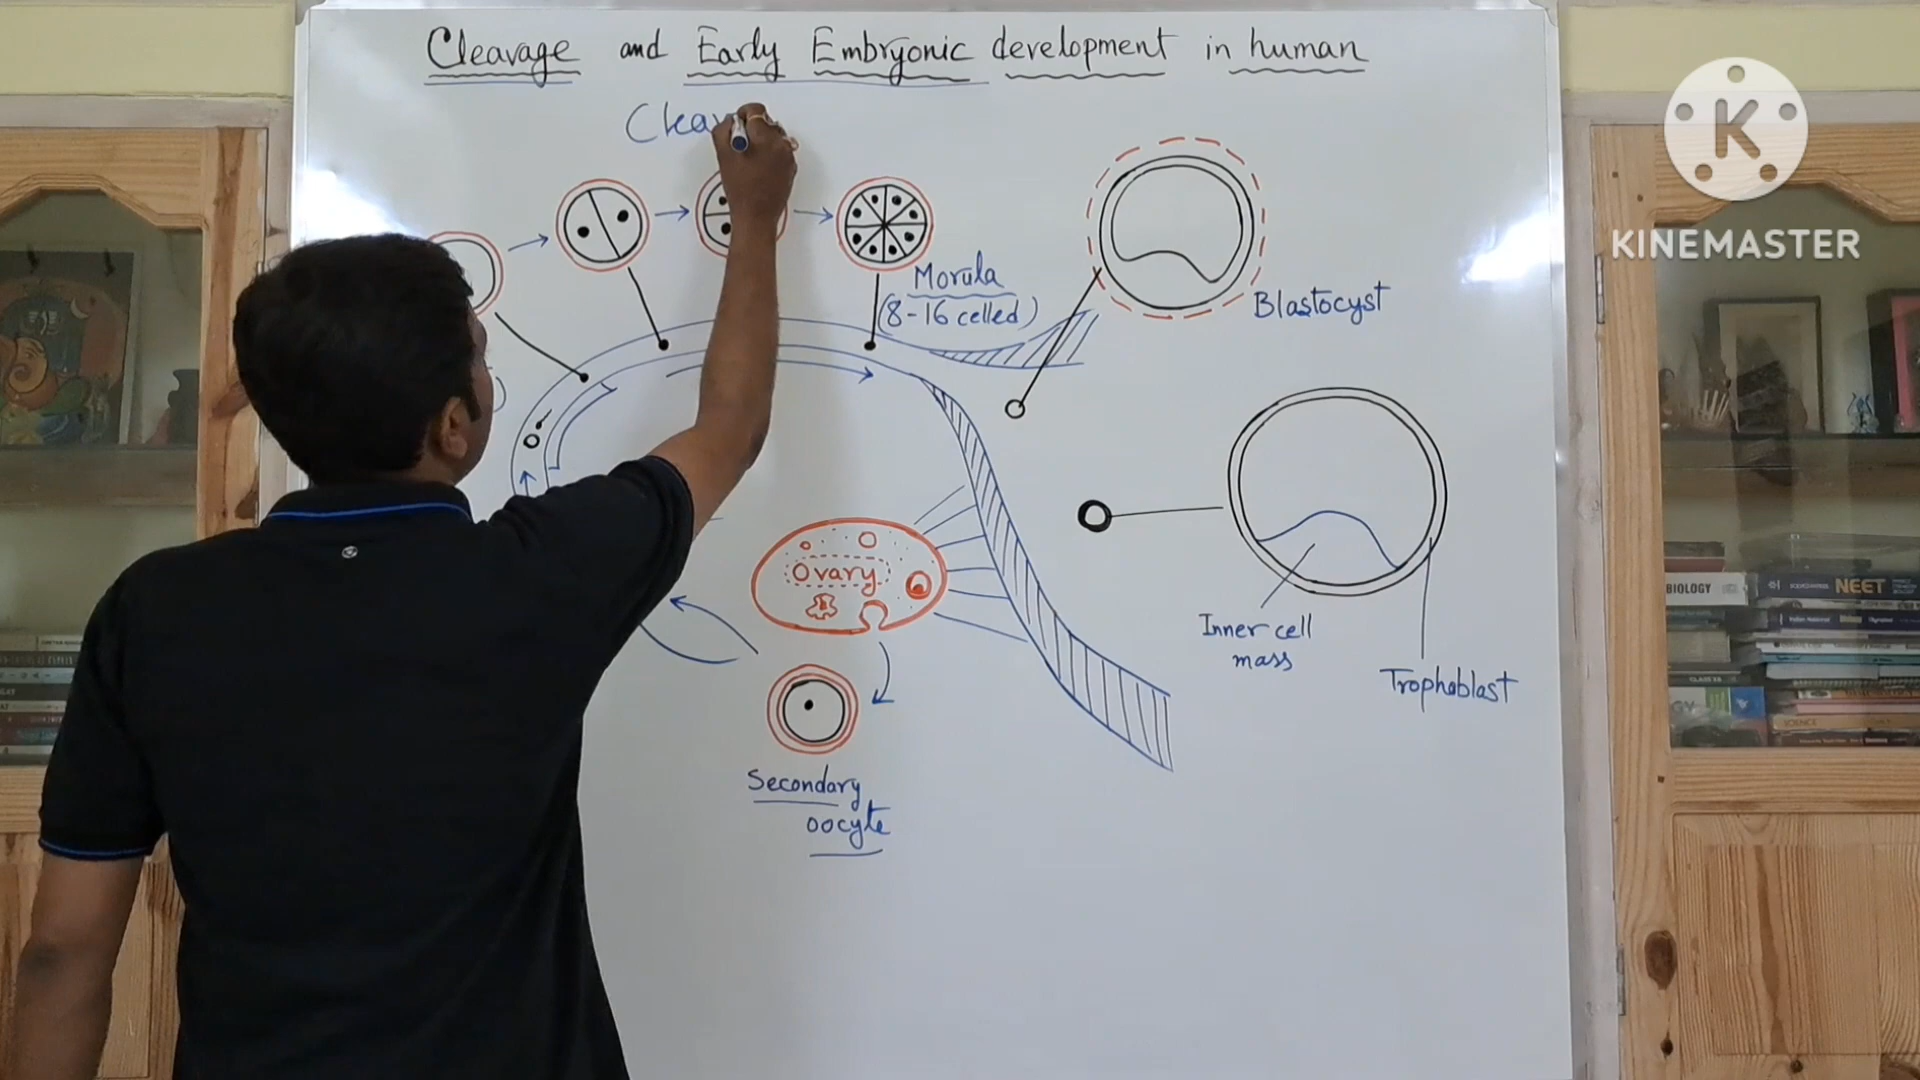 Cleavage and Early Embryonic development in human
Clea
K
KINEMASTER
Morula
(8-16 celled)
Blastocyst
Ovary
Inner cell
mass
Trophoblast
Secondary
oocyte
BIOLOGY
NEET